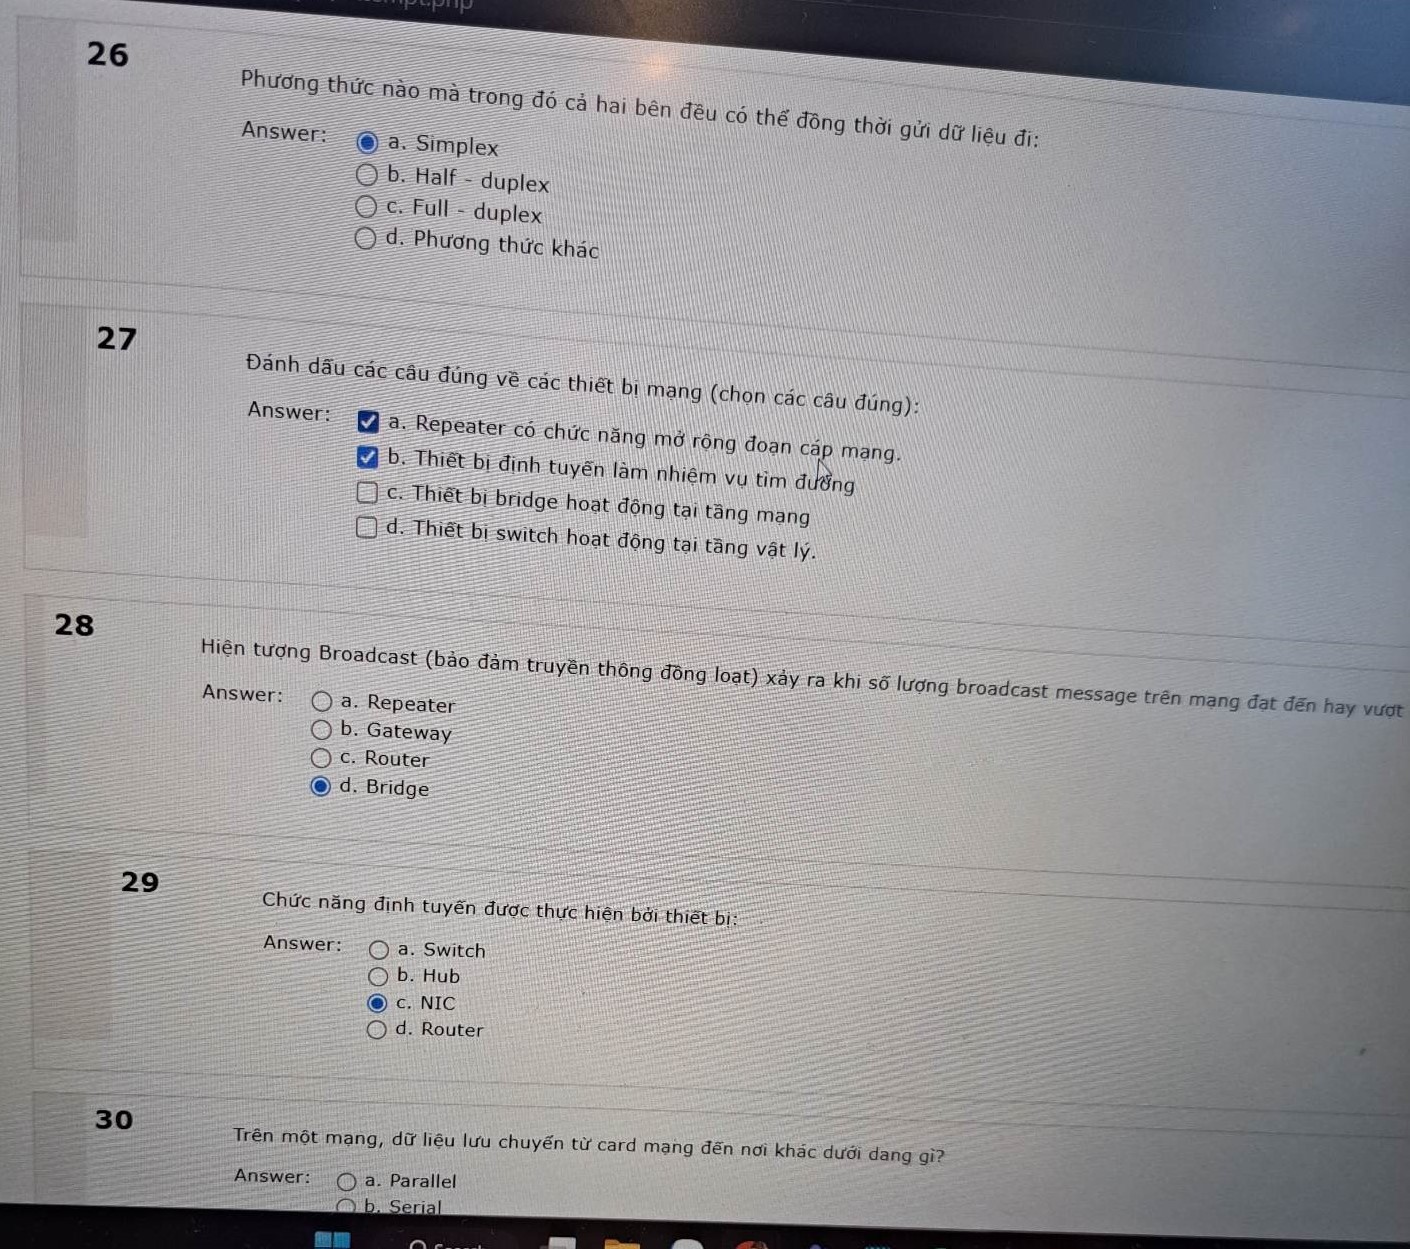 26
Phương thức nào mà trong đó cả hai bên đều có thể đồng thời gửi dữ liệu đi:
Answer:
a. Simplex
b. Half - duplex
c. Full - duplex
d. Phương thức khác
27
Đánh dấu các câu đúng về các thiết bị mạng (chọn các câu đúng):
Answer:
a. Repeater có chức năng mở rộng đoạn cáp mạng.
b. Thiết bị định tuyến làm nhiệm vụ tìm đường
c. Thiết bị bridge hoạt động tại tầng mạng
d. Thiết bị switch hoạt động tại tầng vật lý.
28
Hiện tượng Broadcast (bảo đảm truyền thông đồng loạt) xảy ra khi số lượng broadcast message trên mạng đạt đến hay vượt
Answer:
a. Repeater
b. Gateway
c. Router
d. Bridge
29
Chức năng định tuyến được thực hiện bởi thiết bị:
Answer:
a. Switch
b. Hub
c. NIC
d. Router
30
Trên một mạng, dữ liệu lưu chuyển từ card mạng đến nơi khác dưới dạng gì?
Answer:
a. Parallel
b. Serial